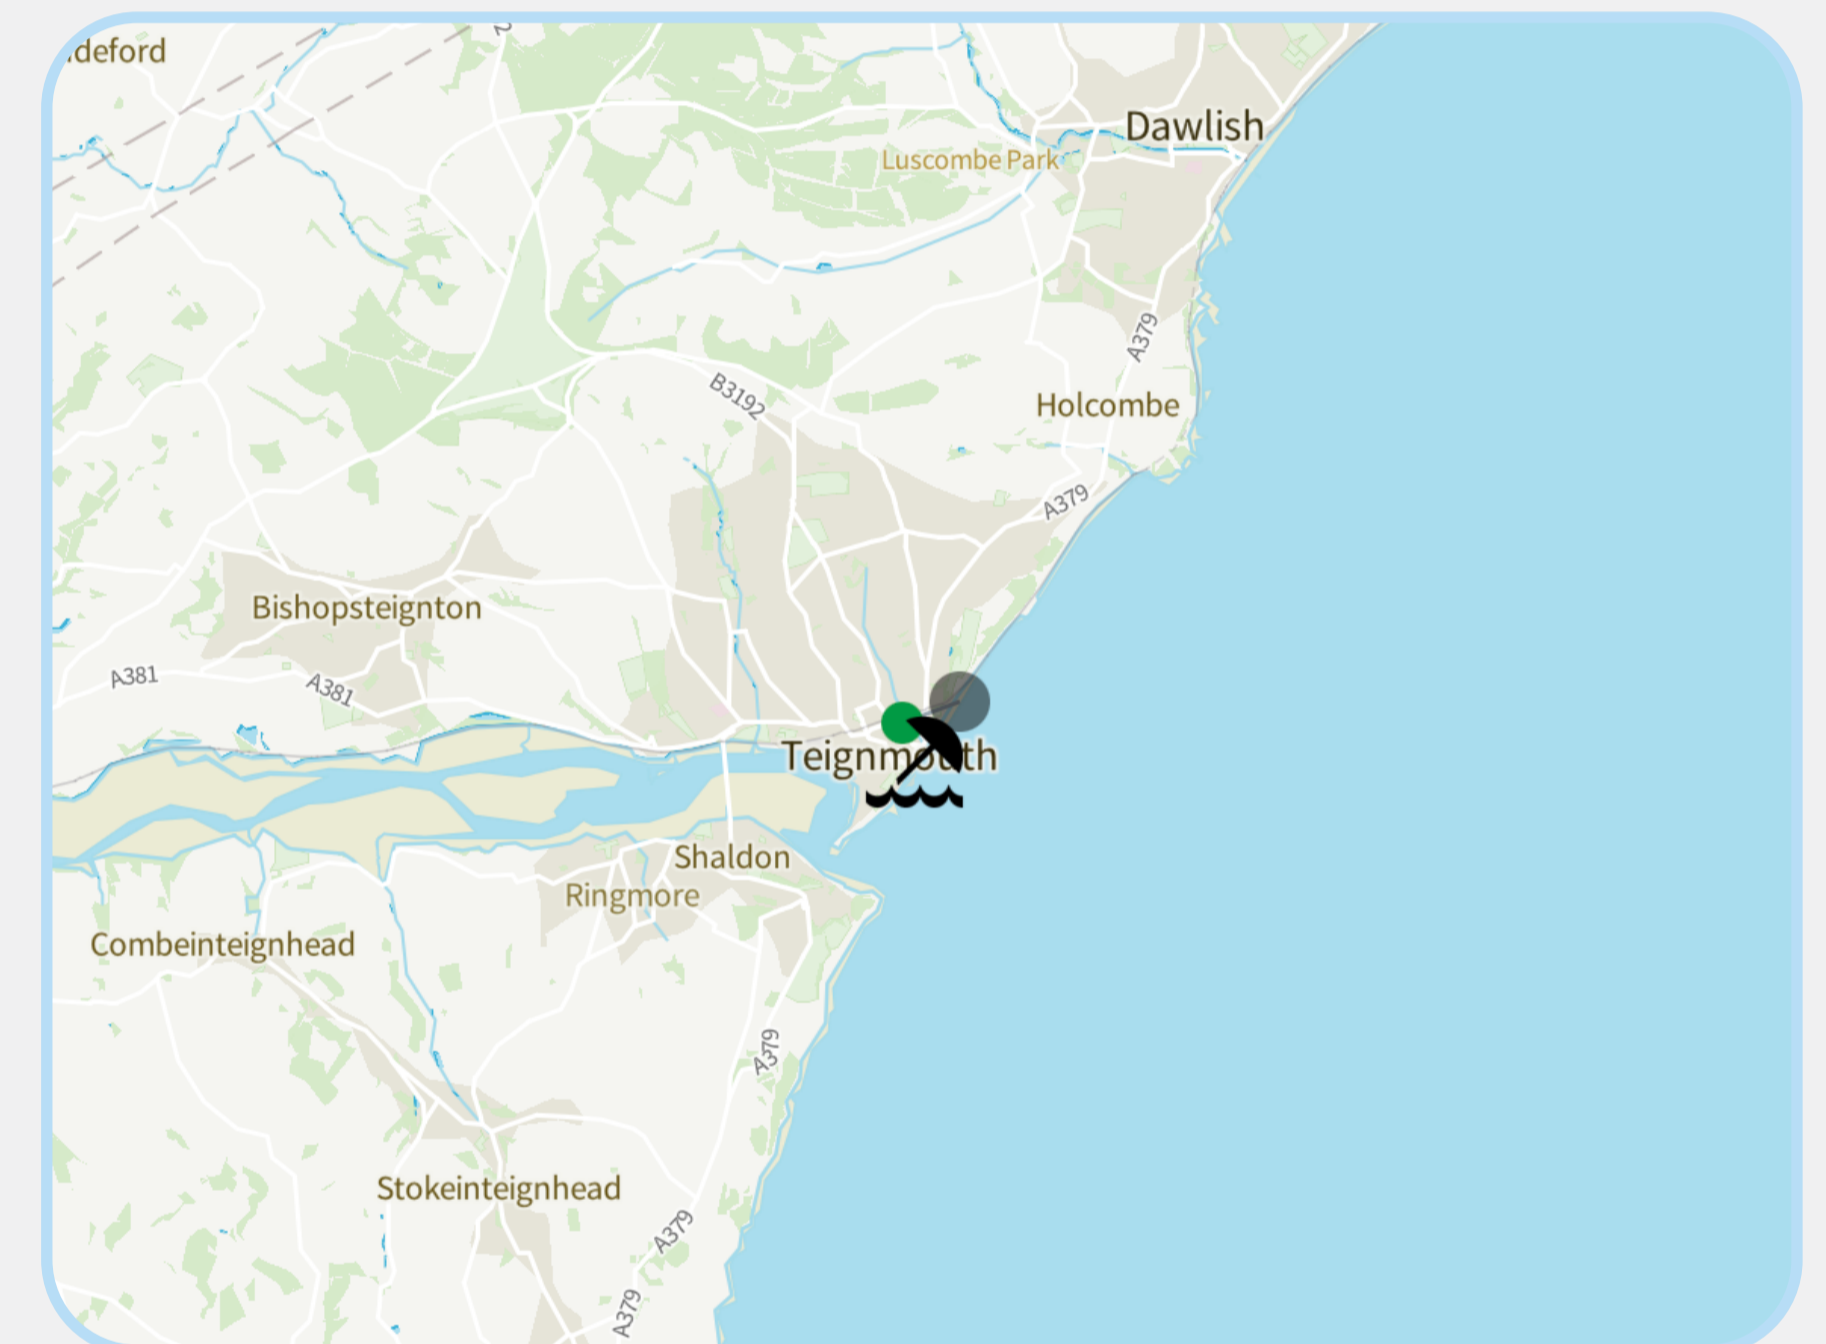 deford
2
Dawlish
Luscombe Park
A379
B3192
Holcombe
A379
Bishopsteignton
A381
A381
Teignmouth
Shaldon
Ringmore
Combeinteignhead
A379
Stokeinteignhead
A379
A379